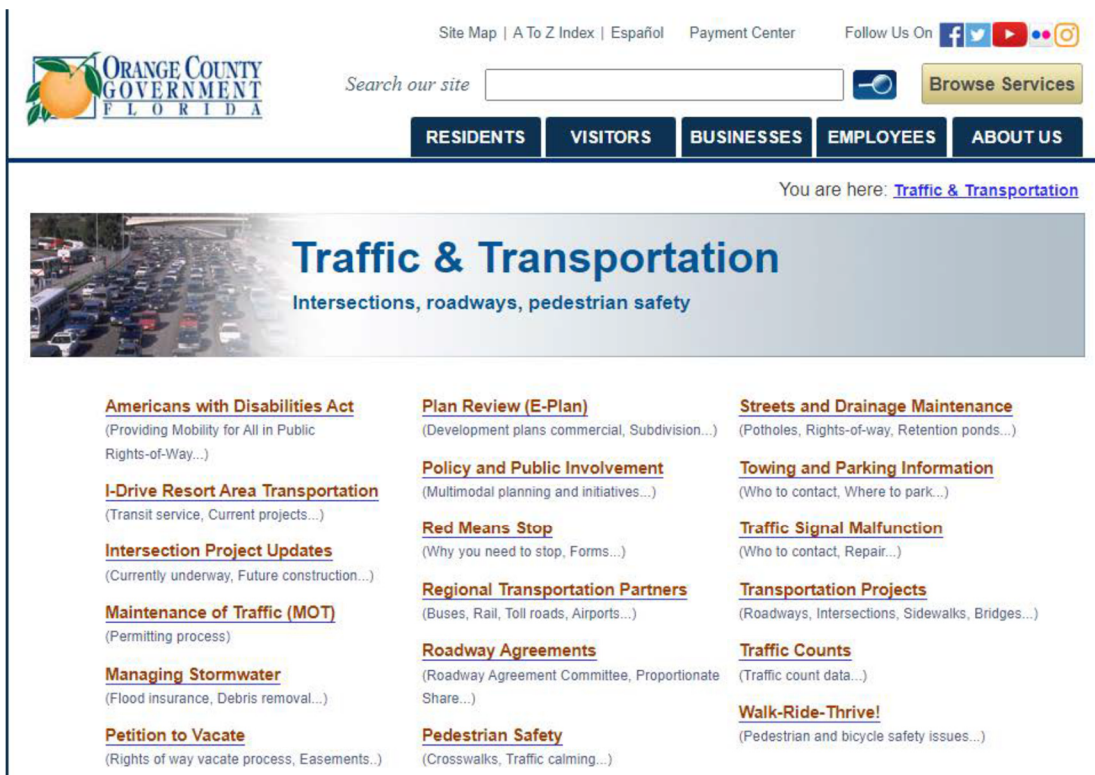 Site Map | A To Z Index | Español Payment Center Follow Us On
ORANGE COUNTY
GOVERNMENT
FLORIDA
Search our site
Browse Services
RESIDENTS VISITORS BUSINESSES EMPLOYEES ABOUT US
You are here: Traffic & Transportation
Traffic & Transportation
Intersections, roadways, pedestrian safety
Americans with Disabilities Act
(Providing Mobility for All in Public
Rights-of-Way...)
I-Drive Resort Area Transportation
(Transit service, Current projects...)
Intersection Project Updates
(Currently underway, Future construction...)
Maintenance of Traffic (MOT)
(Permitting process)
Managing Stormwater
(Flood insurance, Debris removal...)
Petition to Vacate
(Rights of way vacate process, Easements..)
Plan Review (E-Plan)
(Development plans commercial, Subdivision...)
Policy and Public Involvement
(Multimodal planning and initiatives...)
Red Means Stop
(Why you need to stop, Forms...)
Regional Transportation Partners
(Buses, Rail, Toll roads, Airports...)
Roadway Agreements
(Roadway Agreement Committee, Proportionate
Share...)
Pedestrian Safety
(Crosswalks, Traffic calming...)
Streets and Drainage Maintenance
(Potholes, Rights-of-way, Retention ponds...)
Towing and Parking Information
(Who to contact, Where to park...)
Traffic Signal Malfunction
(Who to contact, Repair...)
Transportation Projects
(Roadways, Intersections, Sidewalks, Bridges...)
Traffic Counts
(Traffic count data...)
Walk-Ride-Thrive!
(Pedestrian and bicycle safety issues...)